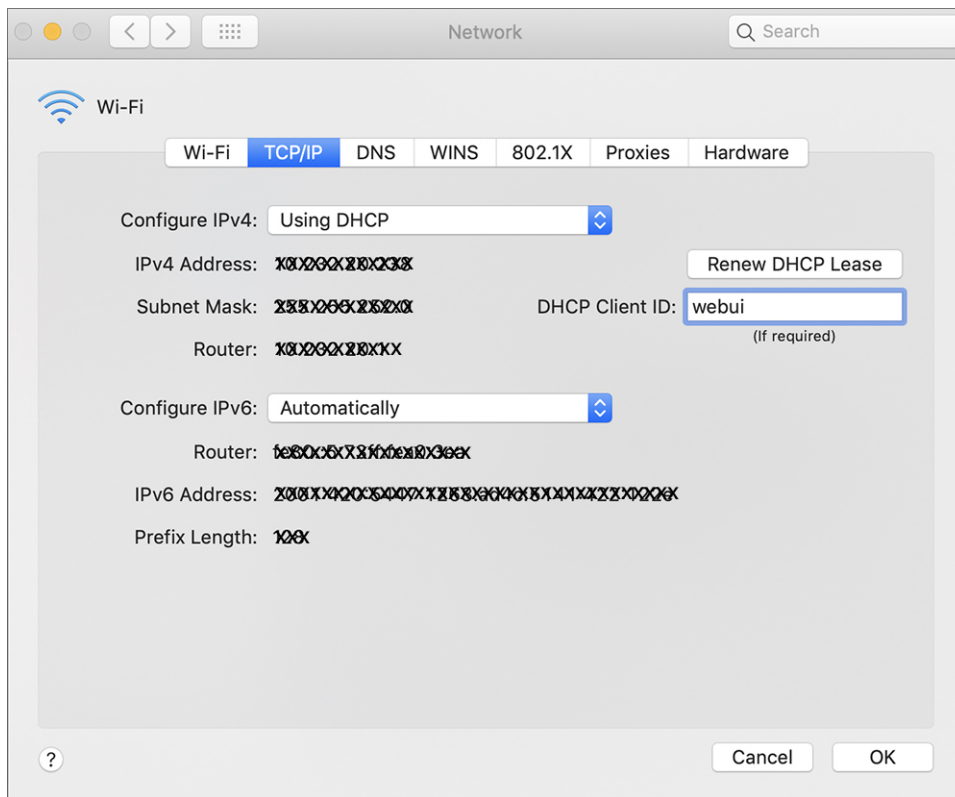 Network
Search
Wi-Fi
Wi-Fi TCP/IP DNS WINS 802.1X Proxies Hardware
Configure IPv4: Using DHCP
IPv4 Address:
Renew DHCP Lease
Subnet Mask:
DHCP Client ID: webui
(If required)
Router:
Configure IPv6: Automatically
Router:
IPv6 Address:
Prefix Length:
?
Cancel
OK